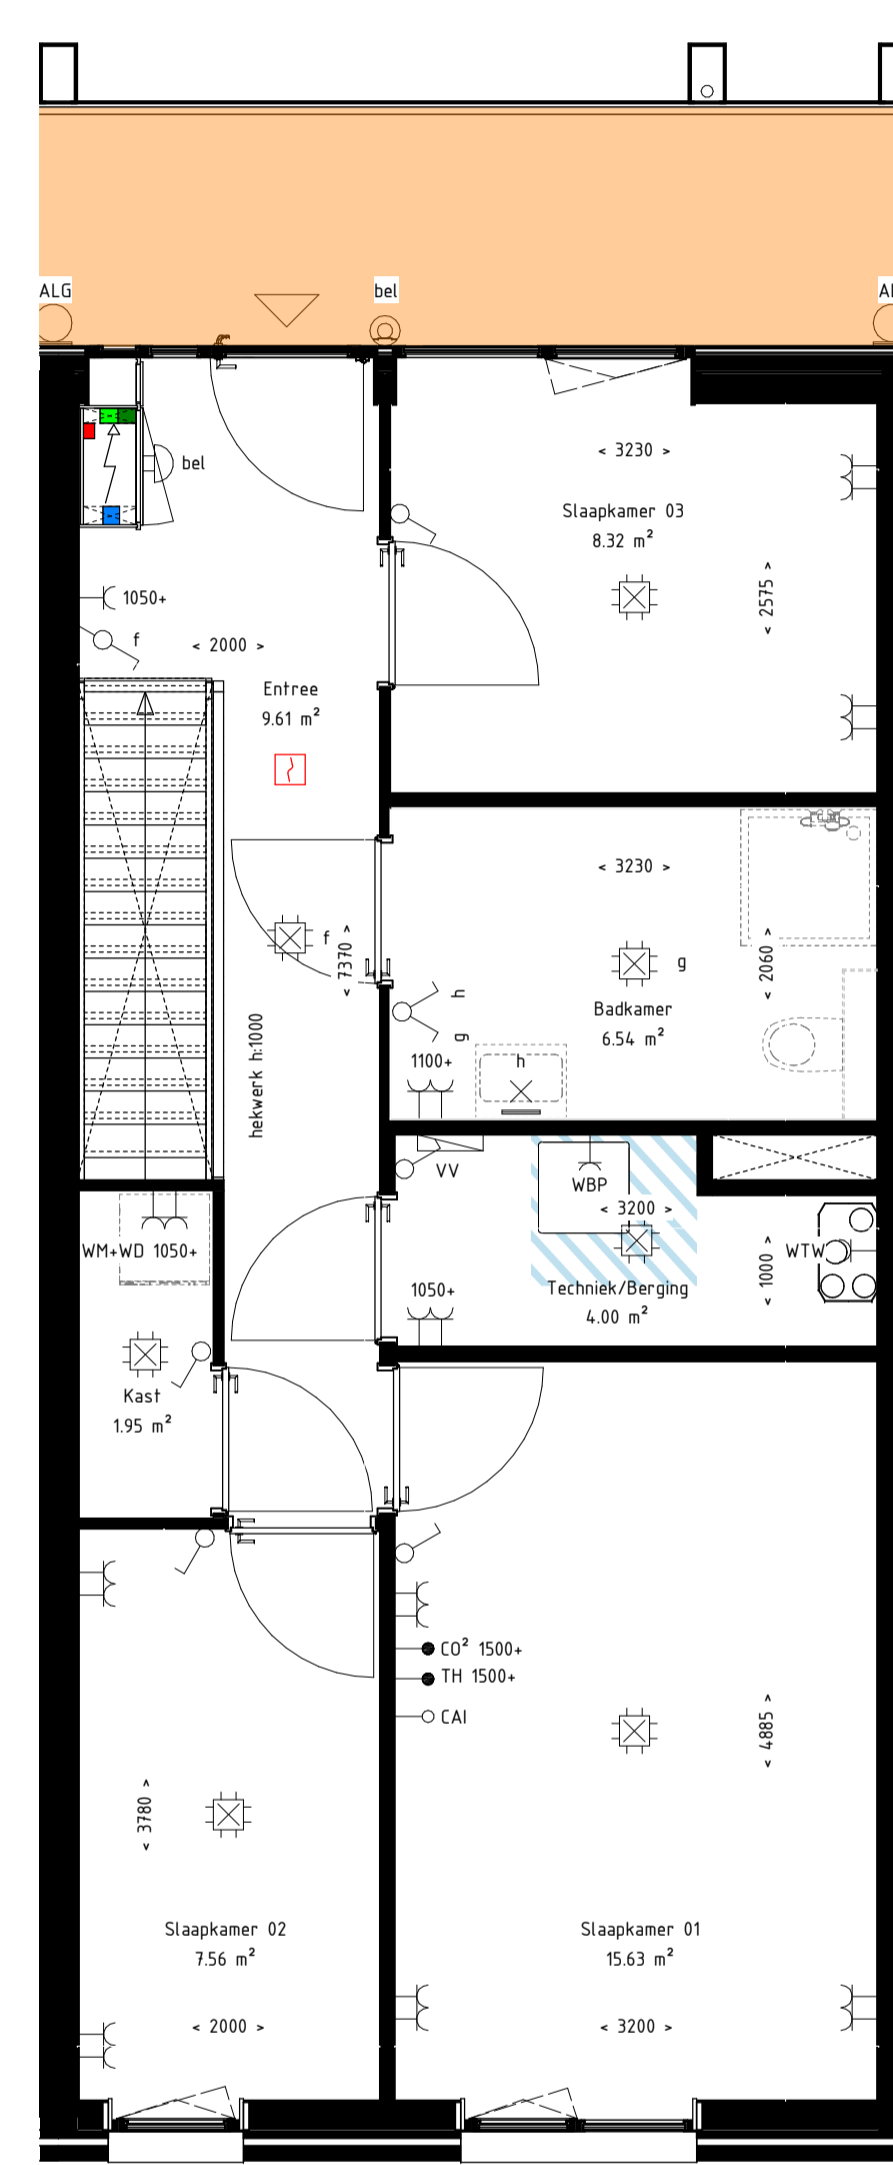 ALG
bel
bel
< 3230 >
Slaapkamer 03
8.32 m²
< 2575 >
1050+
f
< 2000 >
Entree
9.61 m²
f
< 7370 >
hekwerk h:1000
< 3230 >
g
< 2060 >
Badkamer
6.54 m²
h
g
1100+
h
VV
WBP
< 3200 >
WM+WD 1050+
WTW
< 1000 >
1050+
Techniek/Berging
4.00 m²
Kast
1.95 m²
CO² 1500+
TH 1500+
CAI
< 4885 >
< 3780 >
Slaapkamer 02
7.56 m²
Slaapkamer 01
15.63 m²
< 2000 >
< 3200 >